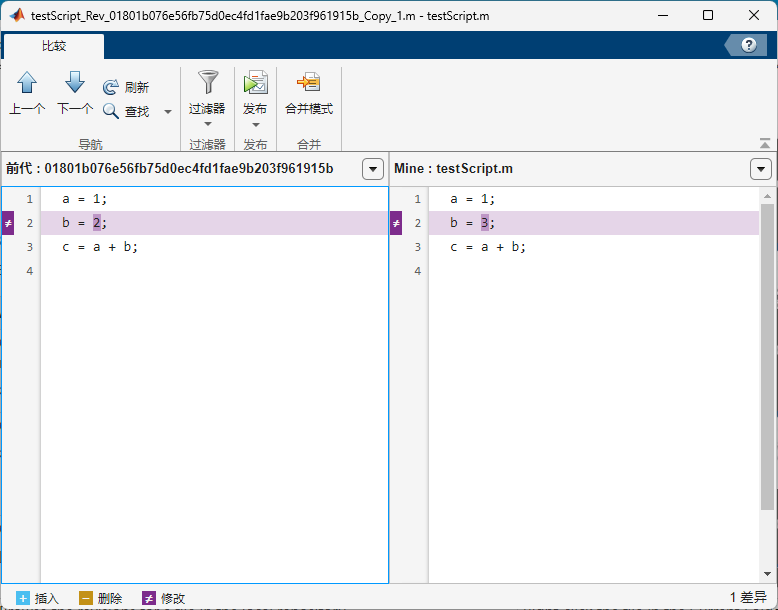 testScript_Rev_01801b076e56fb75d0ec4fd1fae9b203f961915b_Copy_1.m - testScript.m
比较
上一个 下一个 刷新 查找 过滤器 发布 合并模式
导航 过滤器 发布 合并
前代 : 01801b076e56fb75d0ec4fd1fae9b203f961915b
Mine : testScript.m
1 a = 1;
≠ 2 b = 2;
3 c = a + b;
4
1 a = 1;
≠ 2 b = 3;
3 c = a + b;
4
+ 插入 − 删除 ≠ 修改 1 差异